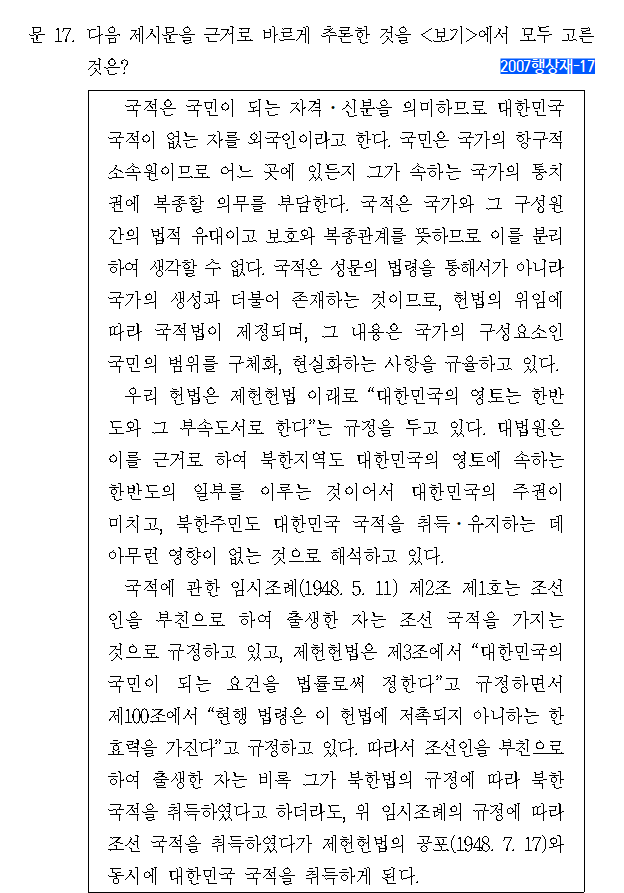 문 17. 다음 제시문을 근거로 바르게 추론한 것을 <보기>에서 모두 고른
것은?
2007행상재-17
국적은 국민이 되는 자격·신분을 의미하므로 대한민국
국적이 없는 자를 외국인이라고 한다. 국민은 국가의 항구적
소속원이므로 어느 곳에 있든지 그가 속하는 국가의 통치
권에 복종할 의무를 부담한다. 국적은 국가와 그 구성원
간의 법적 유대이고 보호와 복종관계를 뜻하므로 이를 분리
하여 생각할 수 없다. 국적은 성문의 법령을 통해서가 아니라
국가의 생성과 더불어 존재하는 것이므로, 헌법의 위임에
따라 국적법이 제정되며, 그 내용은 국가의 구성요소인
국민의 범위를 구체화, 현실화하는 사항을 규율하고 있다.
우리 헌법은 제헌헌법 이래로 “대한민국의 영토는 한반
도와 그 부속도서로 한다”는 규정을 두고 있다. 대법원은
이를 근거로 하여 북한지역도 대한민국의 영토에 속하는
한반도의 일부를 이루는 것이어서 대한민국의 주권이
미치고, 북한주민도 대한민국 국적을 취득·유지하는 데
아무런 영향이 없는 것으로 해석하고 있다.
국적에 관한 임시조례(1948. 5. 11) 제2조 제1호는 조선
인을 부친으로 하여 출생한 자는 조선 국적을 가지는
것으로 규정하고 있고, 제헌헌법은 제3조에서 “대한민국의
국민이 되는 요건을 법률로써 정한다”고 규정하면서
제100조에서 “현행 법령은 이 헌법에 저촉되지 아니하는 한
효력을 가진다”고 규정하고 있다. 따라서 조선인을 부친으로
하여 출생한 자는 비록 그가 북한법의 규정에 따라 북한
국적을 취득하였다고 하더라도, 위 임시조례의 규정에 따라
조선 국적을 취득하였다가 제헌헌법의 공포(1948. 7. 17)와
동시에 대한민국 국적을 취득하게 된다.